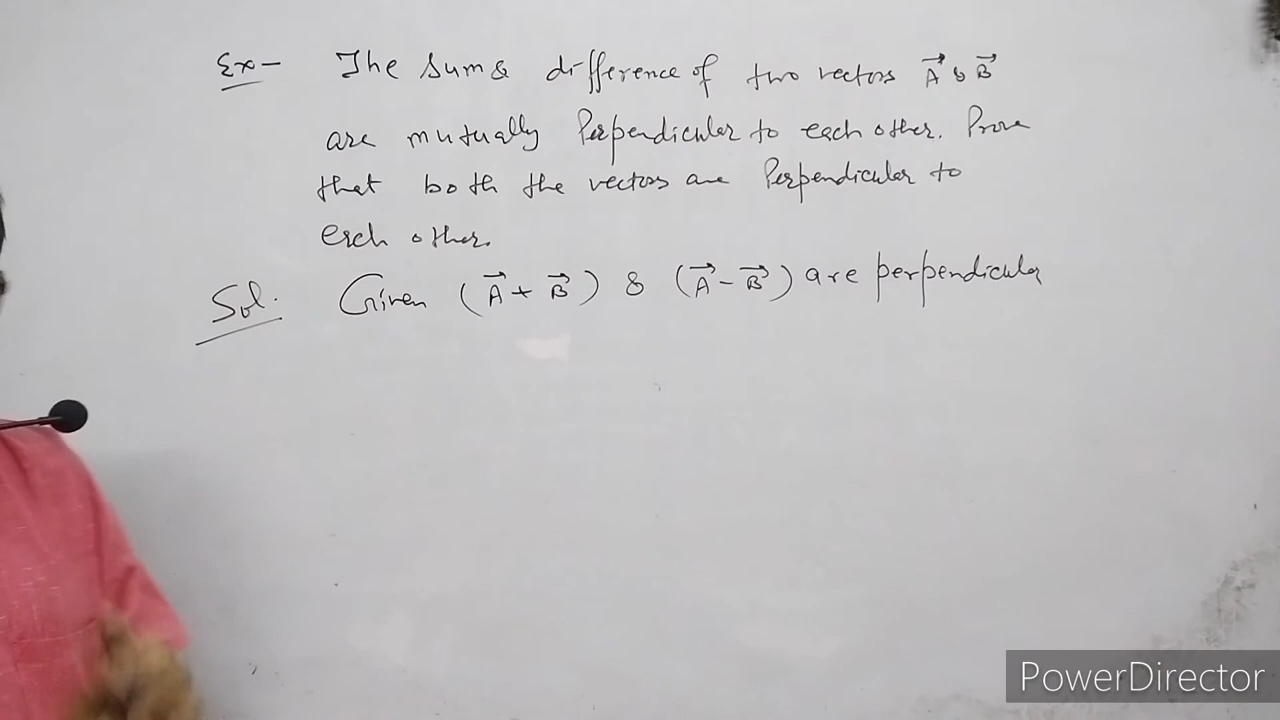 Ex- The sum & difference of two vectors A⃗ & B⃗
are mutually Perpendicular to each other. Prove
that both the vectors are Perpendicular to
each other.
Sol. Given (A⃗ + B⃗) & (A⃗ - B⃗) are perpendicular
PowerDirector